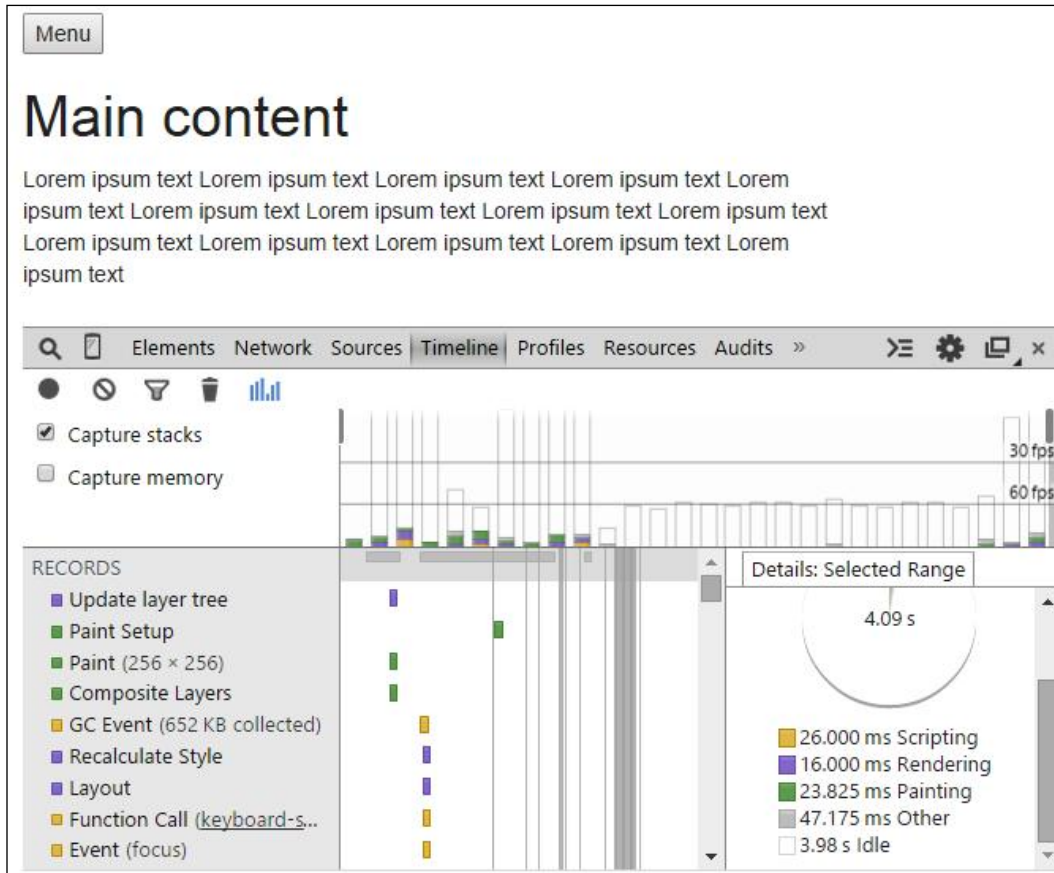 Menu
Main content
Lorem ipsum text Lorem ipsum text Lorem ipsum text Lorem ipsum text Lorem
ipsum text Lorem ipsum text Lorem ipsum text Lorem ipsum text Lorem ipsum text
Lorem ipsum text Lorem ipsum text Lorem ipsum text Lorem ipsum text Lorem
ipsum text
Elements Network Sources Timeline Profiles Resources Audits »
Capture stacks
Capture memory
30 fps
60 fps
RECORDS
Update layer tree
Paint Setup
Paint (256 × 256)
Composite Layers
GC Event (652 KB collected)
Recalculate Style
Layout
Function Call (keyboard-s...
Event (focus)
Details: Selected Range
4.09 s
26.000 ms Scripting
16.000 ms Rendering
23.825 ms Painting
47.175 ms Other
3.98 s Idle